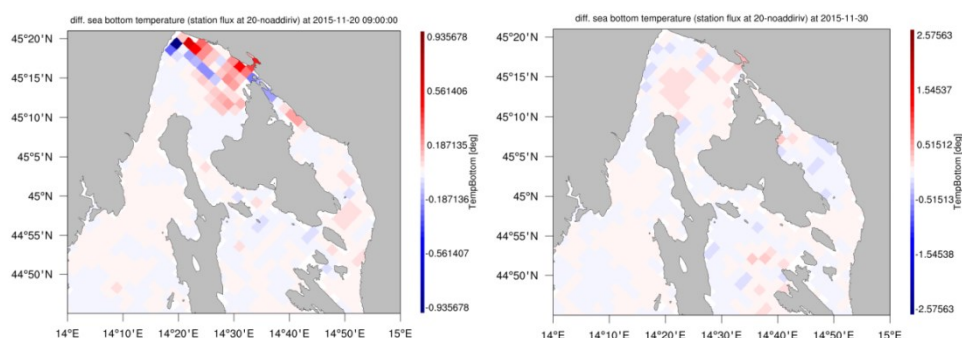 diff. sea bottom temperature (station flux at 20-noaddiriv) at 2015-11-20 09:00:00
45°20'N
45°15'N
45°10'N
45°5'N
45°N
44°55'N
44°50'N
14°E
14°10'E
14°20'E
14°30'E
14°40'E
14°50'E
15°E
0.935678
0.561406
0.187135
-0.187136
-0.561407
-0.935678
TempBottom [deg]
diff. sea bottom temperature (station flux at 20-noaddiriv) at 2015-11-30
45°20'N
45°15'N
45°10'N
45°5'N
45°N
44°55'N
44°50'N
14°E
14°10'E
14°20'E
14°30'E
14°40'E
14°50'E
15°E
2.57563
1.54537
0.515512
-0.515513
-1.54538
-2.57563
TempBottom [deg]